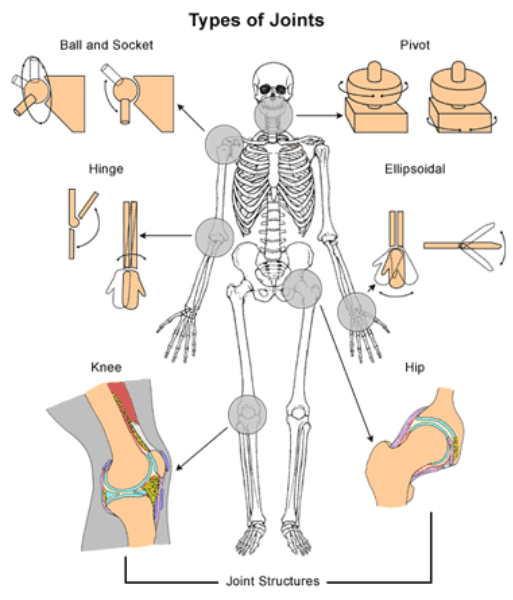 Types of Joints
Ball and Socket
Pivot
Hinge
Ellipsoidal
Knee
Hip
Joint Structures